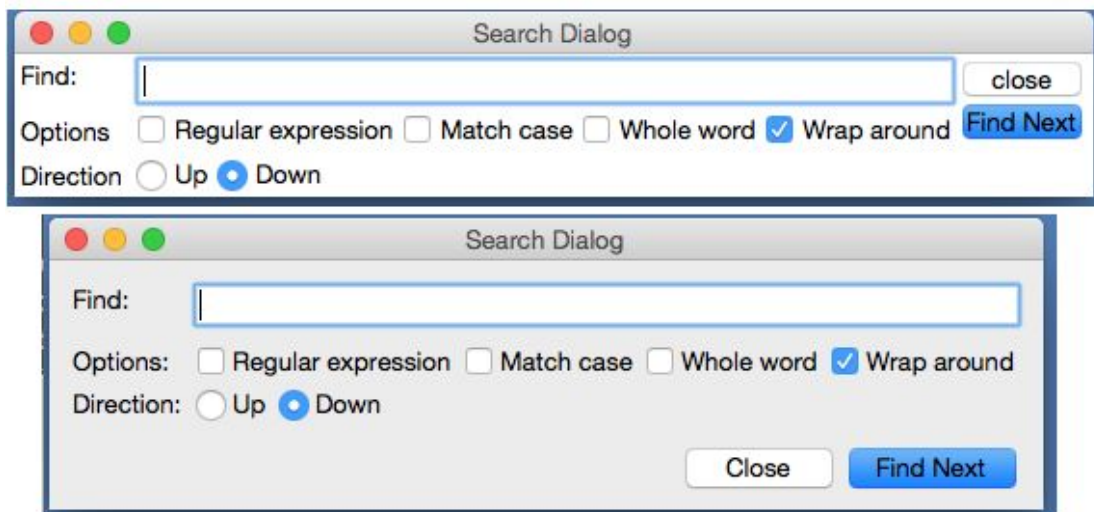 Search Dialog
Find:
close
Options Regular expression Match case Whole word Wrap around Find Next
Direction Up Down
Search Dialog
Find:
Options: Regular expression Match case Whole word Wrap around
Direction: Up Down
Close Find Next